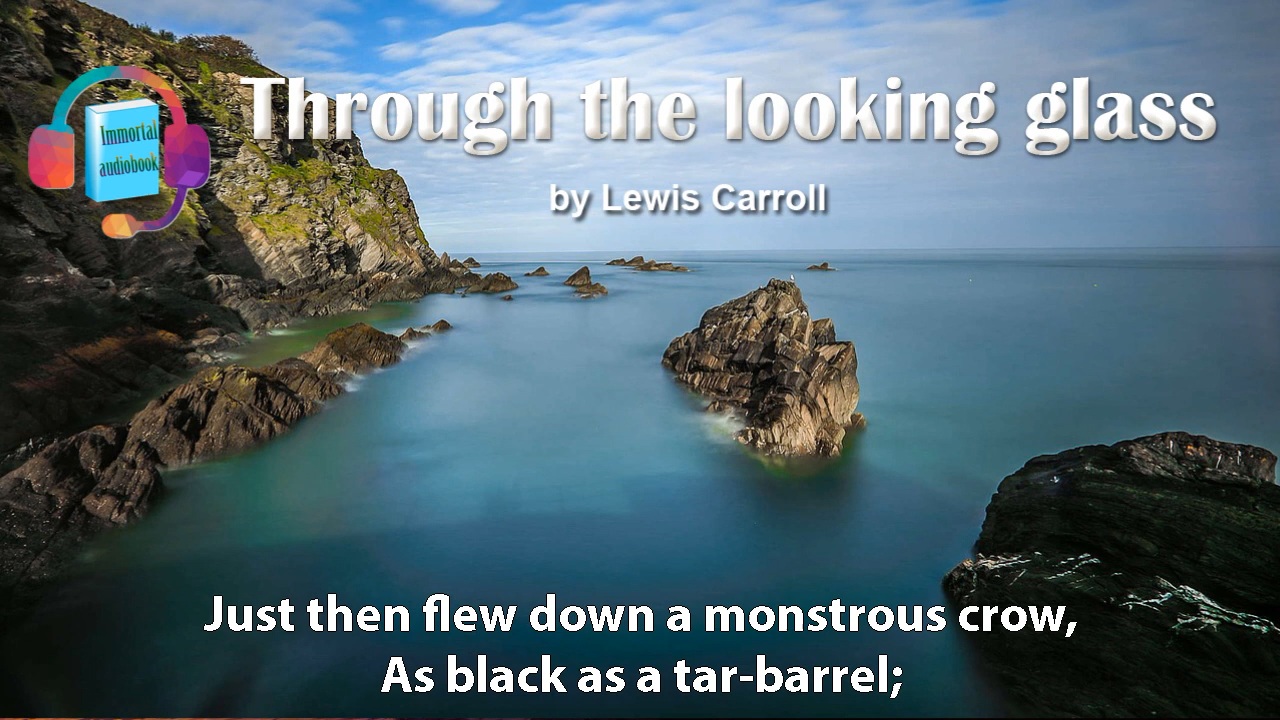 Through the looking glass
Immortal
audiobook
by Lewis Carroll
Just then flew down a monstrous crow,
As black as a tar-barrel;